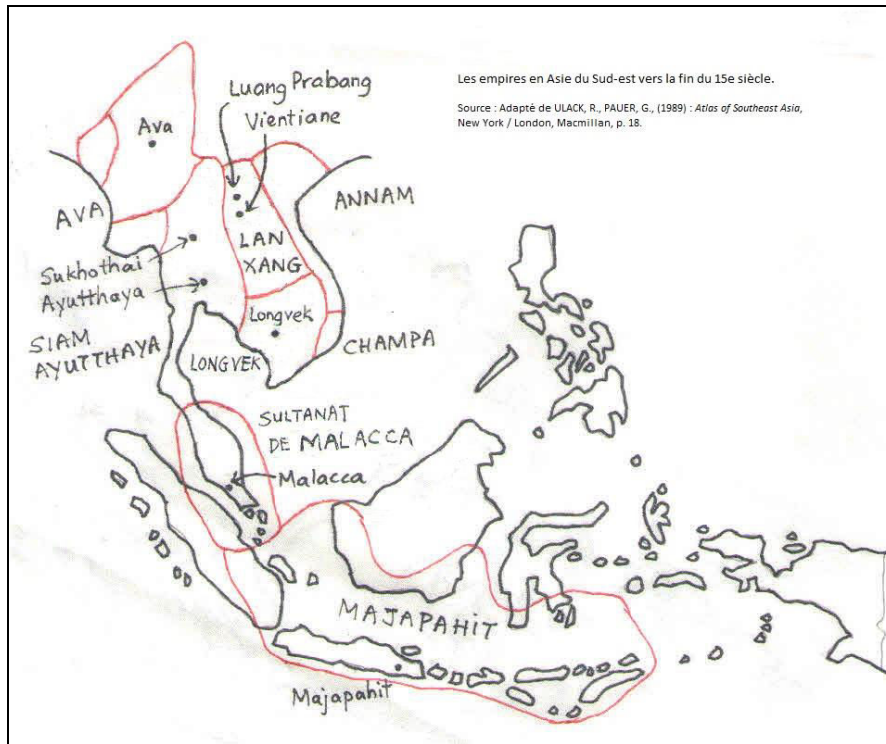 Les empires en Asie du Sud-est vers la fin du 15e siècle.
Source : Adapté de ULACK, R., PAUER, G., (1989) : Atlas of Southeast Asia,
New York / London, Macmillan, p. 18.
Luang Prabang
Vientiane
Ava
AVA
ANNAM
LAN
XANG
Sukhothai
Ayutthaya
Longvek
SIAM
AYUTTHAYA
LONGVEK
CHAMPA
SULTANAT
DE MALACCA
Malacca
MAJAPAHIT
Majapahit